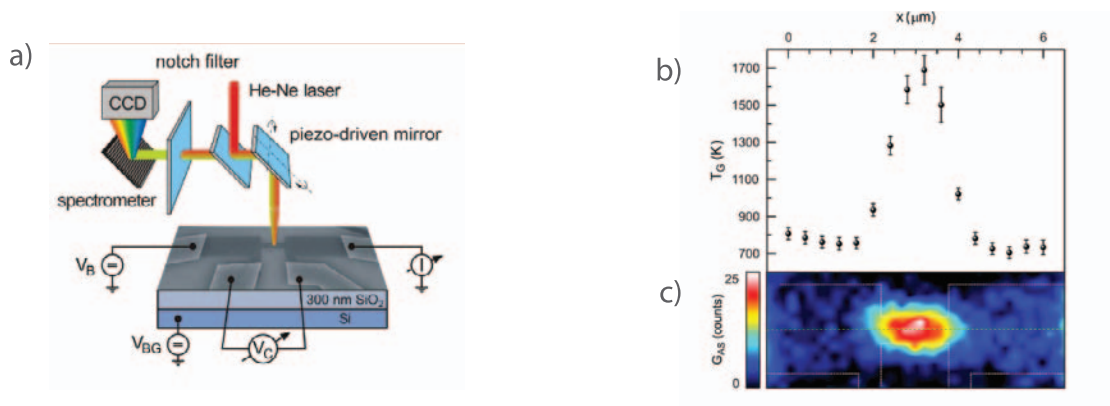 a)
notch filter
CCD
He-Ne laser
piezo-driven mirror
spectrometer
V_B
=
I
300 nm SiO₂
Si
V_BG
=
V_C
b)
x (μm)
0 2 4 6
1700
1500
1300
1100
900
700
T_G (K)
c)
25
0
G_AS (counts)